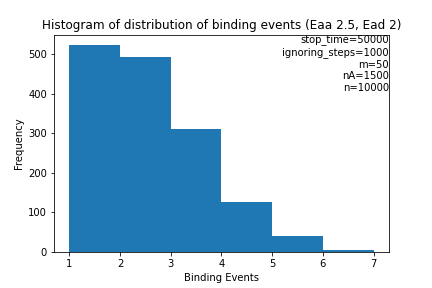 Histogram of distribution of binding events (Eaa 2.5, Ead 2)
stop_time=50000
ignoring_steps=1000
m=50
nA=1500
n=10000
500
400
300
200
100
0
Frequency
1 2 3 4 5 6 7
Binding Events